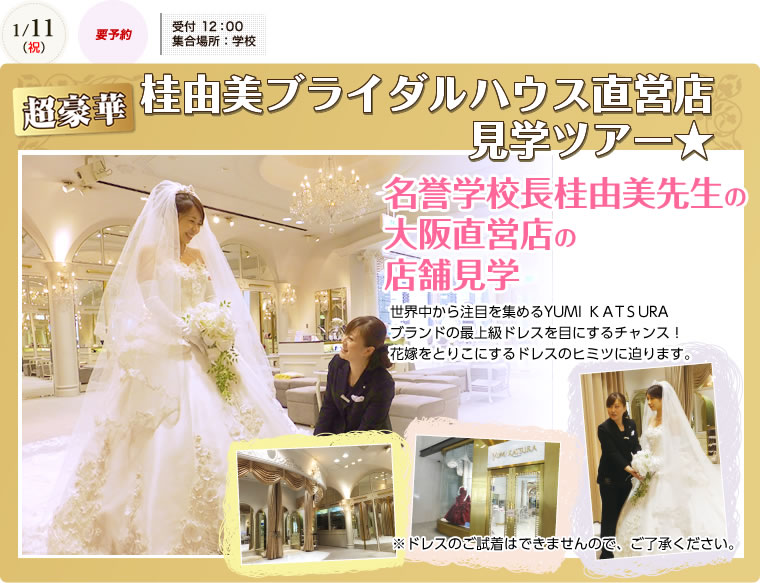 1/11
(祝)
要予約
受付 12:00
集合場所：学校
超豪華
桂由美ブライダルハウス直営店
見学ツアー★
名誉学校長桂由美先生の
大阪直営店の
店舗見学
世界中から注目を集めるYUMI KATSURA
ブランドの最上級ドレスを目にするチャンス！
花嫁をとりこにするドレスのヒミツに迫ります。
YUMI KATSURA
※ドレスのご試着はできませんので、ご了承ください。